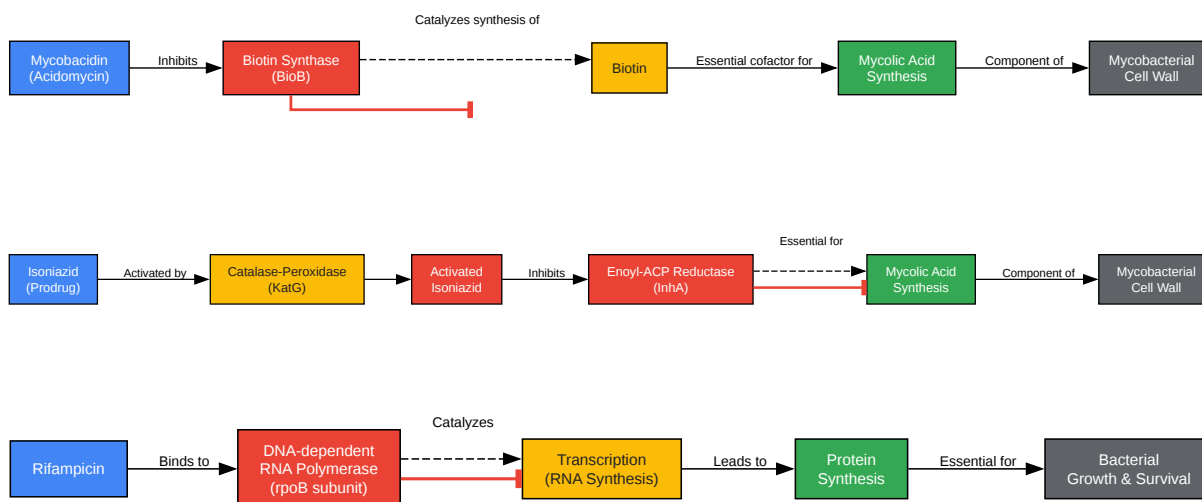 Catalyzes synthesis of
Mycobacidin
(Acidomycin)
Inhibits
Biotin Synthase
(BioB)
Biotin
Essential cofactor for
Mycolic Acid
Synthesis
Component of
Mycobacterial
Cell Wall
Essential for
Isoniazid
(Prodrug)
Activated by
Catalase-Peroxidase
(KatG)
Activated
Isoniazid
Inhibits
Enoyl-ACP Reductase
(InhA)
Mycolic Acid
Synthesis
Component of
Mycobacterial
Cell Wall
Catalyzes
Rifampicin
Binds to
DNA-dependent
RNA Polymerase
(rpoB subunit)
Transcription
(RNA Synthesis)
Leads to
Protein
Synthesis
Essential for
Bacterial
Growth & Survival